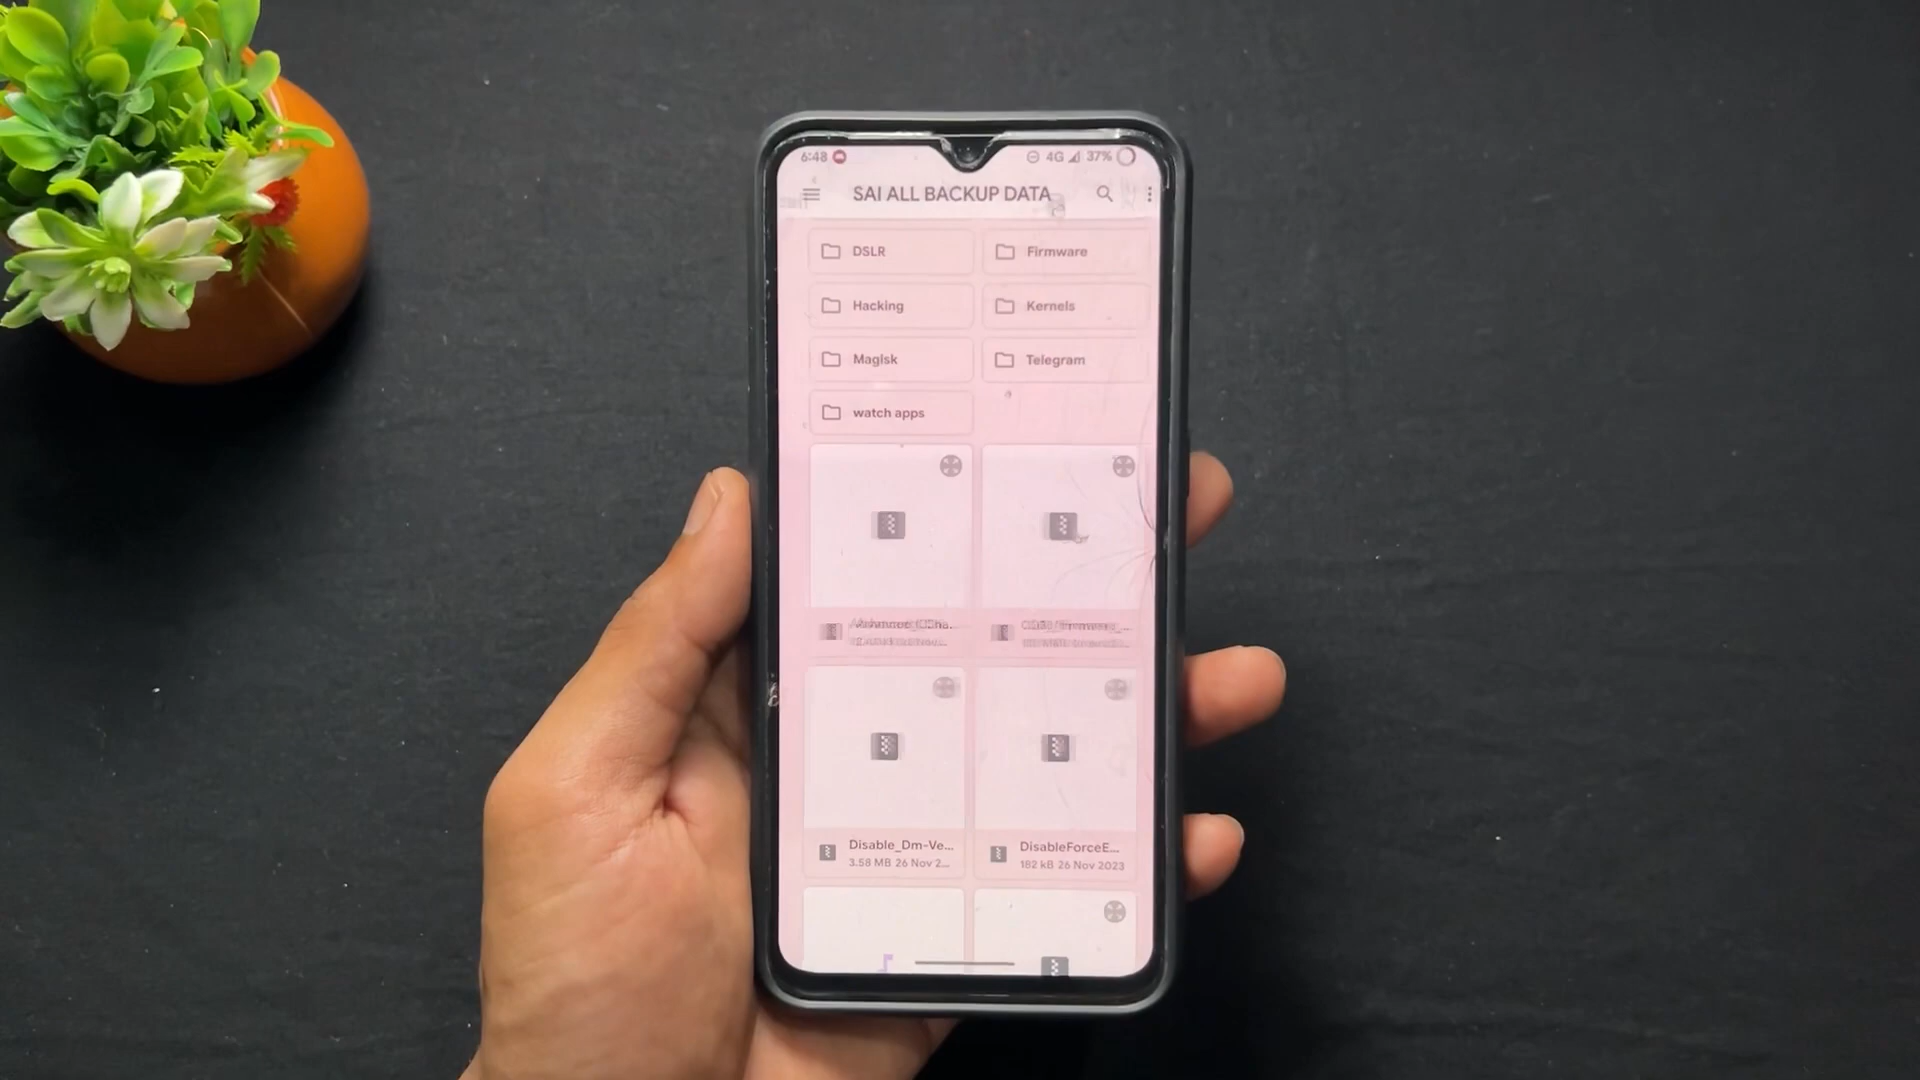 6:48 4G 37%
SAI ALL BACKUP DATA
DSLR Firmware
Hacking Kernels
Magisk Telegram
watch apps
Disable_Dm-Ve... DisableForceE...
3.58 MB 26 Nov 2... 182 kB 26 Nov 2023